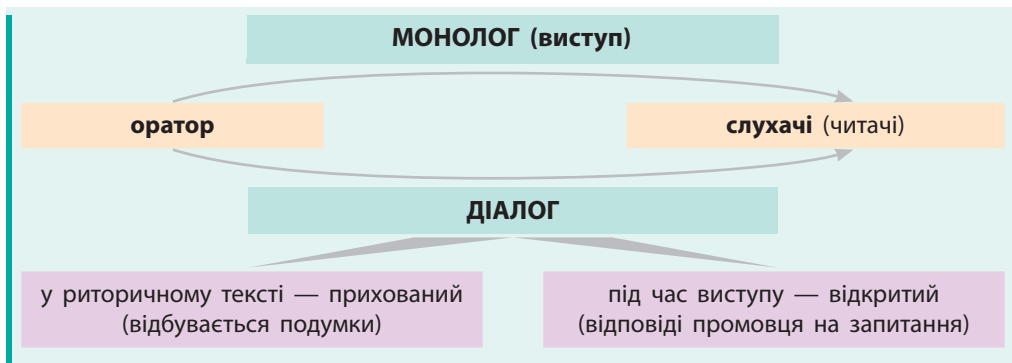 МОНОЛОГ (виступ)
оратор
слухачі (читачі)
ДІАЛОГ
у риторичному тексті — прихований
(відбувається подумки)
під час виступу — відкритий
(відповіді промовця на запитання)